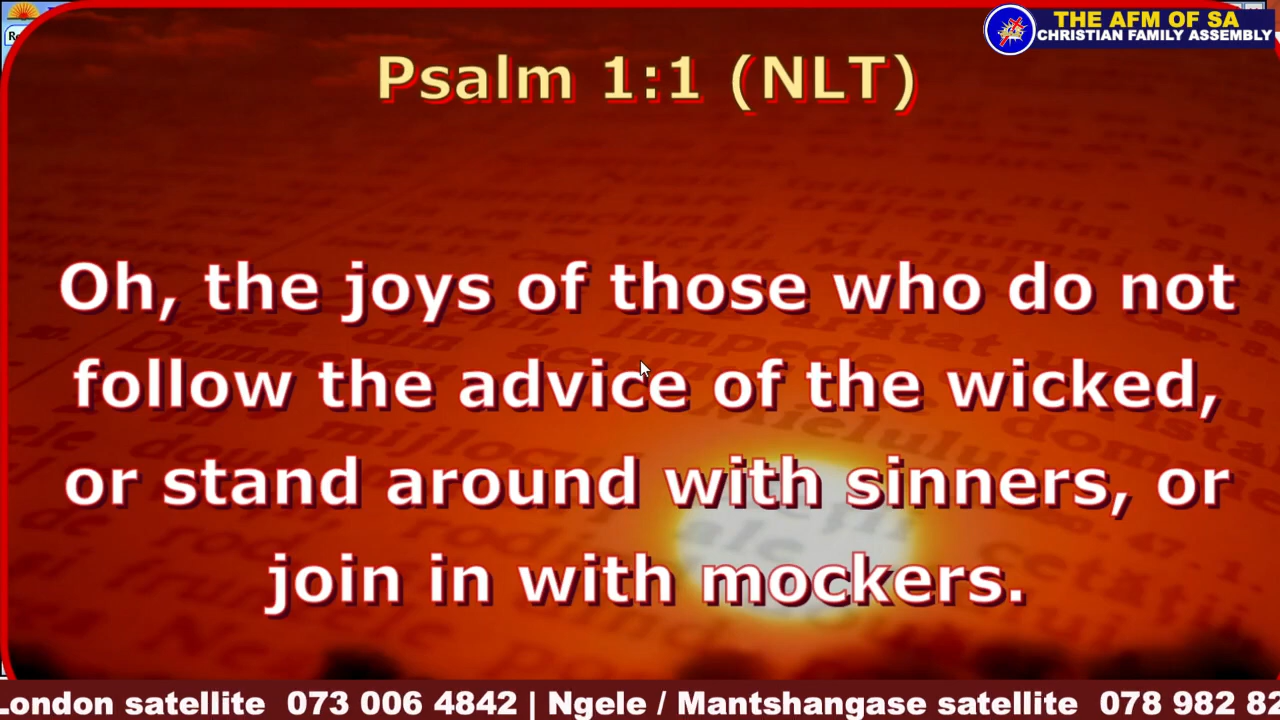 THE AFM OF SA
CHRISTIAN FAMILY ASSEMBLY
Psalm 1:1 (NLT)
Oh, the joys of those who do not
follow the advice of the wicked,
or stand around with sinners, or
join in with mockers.
London satellite 073 006 4842 | Ngele / Mantshangase satellite 078 982 82